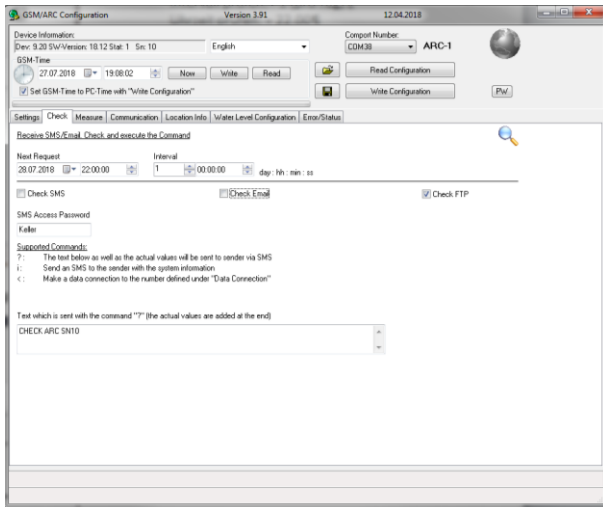 GSM/ARC Configuration Version 3.91 12.04.2018
Device Information:
Dev: 9.20 SW-Version: 18.12 Stat: 1 Sn: 10 English
Comport Number:
COM38 ARC-1
GSM-Time
27.07.2018 19:08:02 Now Write Read
Read Configuration
Set GSM-Time to PC-Time with "Write Configuration"
Write Configuration PW
Settings Check Measure Communication Location Info Water Level Configuration Error/Status
Receive SMS/Email. Check and execute the Command
Next Request Interval
28.07.2018 22:00:00 1 00:00:00 day : hh : min : ss
Check SMS Check Email Check FTP
SMS Access Password
Keller
Supported Commands:
? : The text below as well as the actual values will be sent to sender via SMS
i : Send an SMS to the sender with the system information
< : Make a data connection to the number defined under "Data Connection"
Text which is sent with the command "?" (the actual values are added at the end)
CHECK ARC SN10